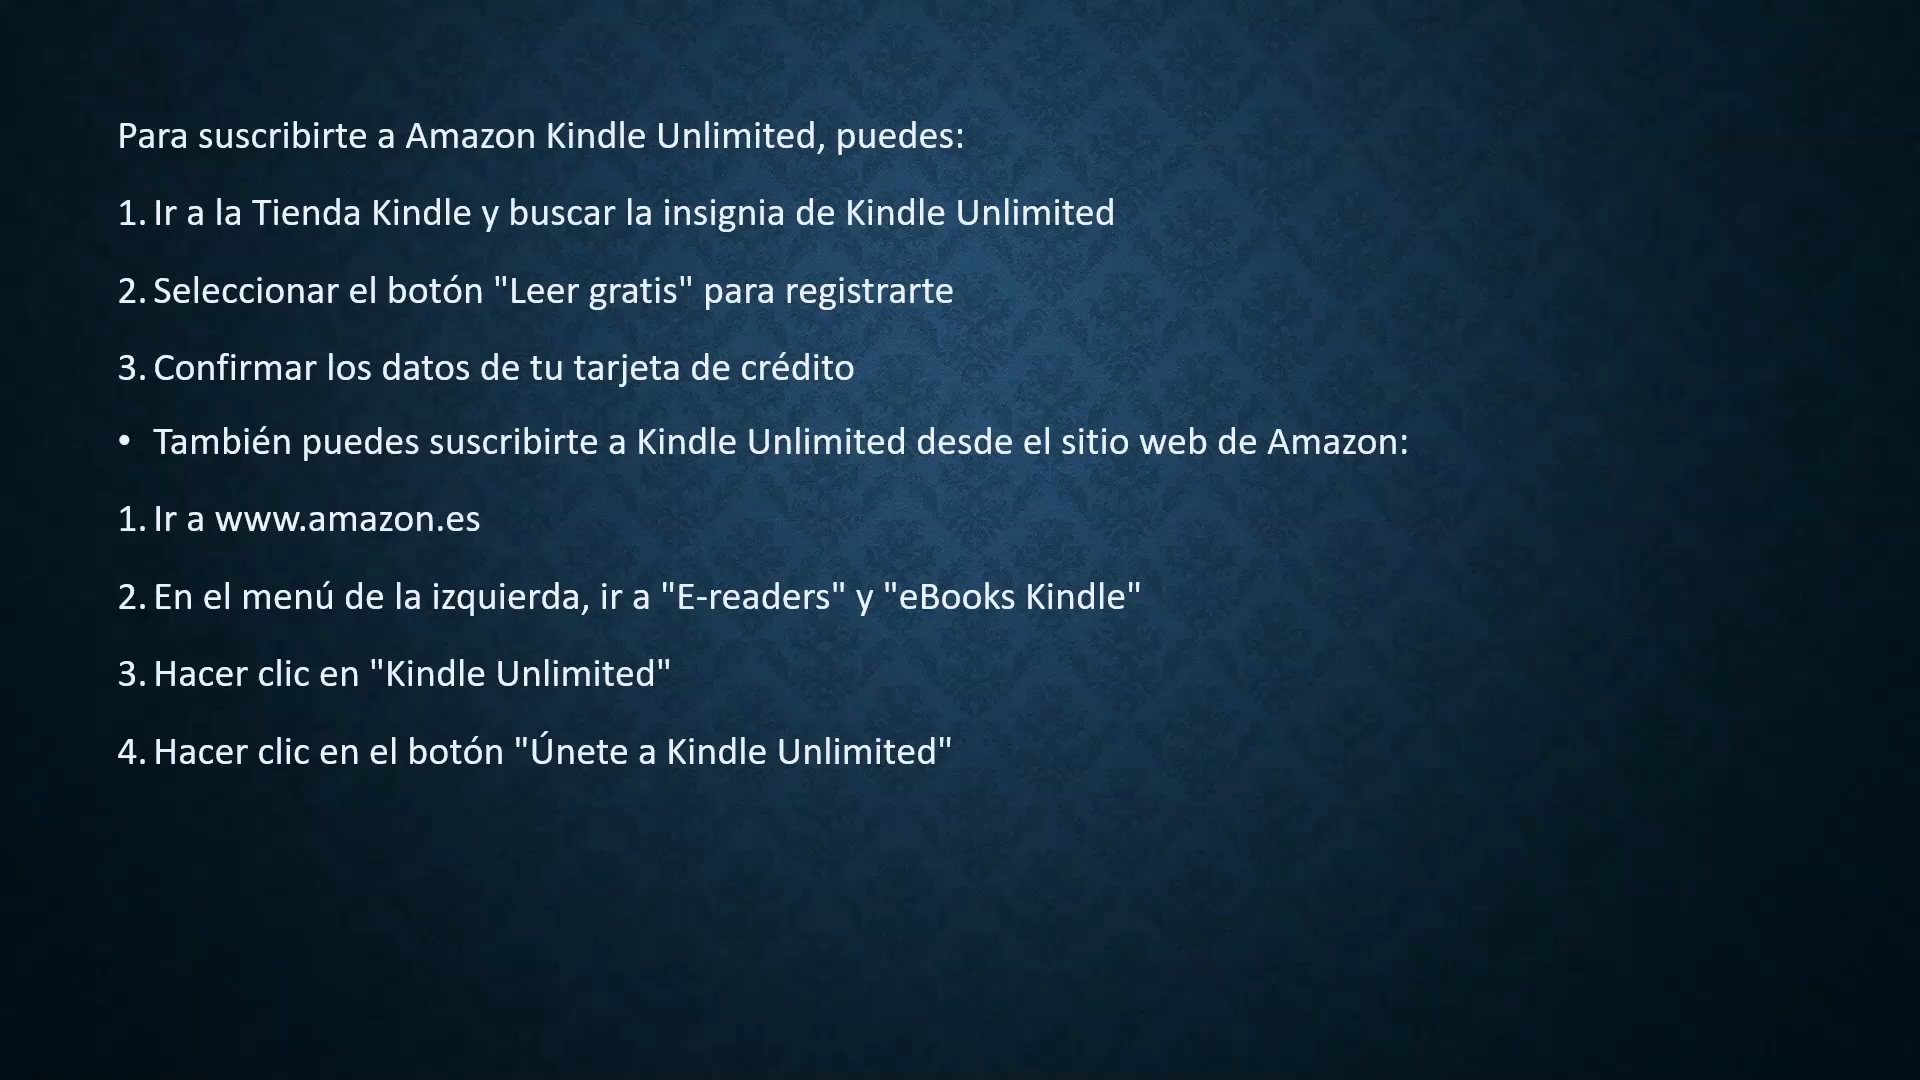 Para suscribirte a Amazon Kindle Unlimited, puedes:
1. Ir a la Tienda Kindle y buscar la insignia de Kindle Unlimited
2. Seleccionar el botón "Leer gratis" para registrarte
3. Confirmar los datos de tu tarjeta de crédito
• También puedes suscribirte a Kindle Unlimited desde el sitio web de Amazon:
1. Ir a www.amazon.es
2. En el menú de la izquierda, ir a "E-readers" y "eBooks Kindle"
3. Hacer clic en "Kindle Unlimited"
4. Hacer clic en el botón "Únete a Kindle Unlimited"